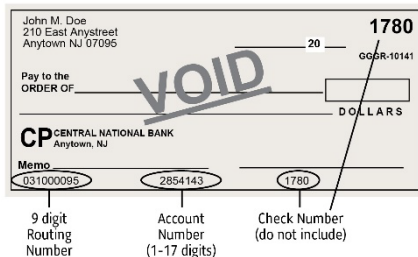 John M. Doe
210 East Anystreet
Anytown NJ 07095
1780
20
GGGR-10141
Pay to the
ORDER OF
VOID
DOLLARS
CP CENTRAL NATIONAL BANK
Anytown, NJ
Memo
031000095 2854143 1780
9 digit
Routing
Number
Account
Number
(1-17 digits)
Check Number
(do not include)